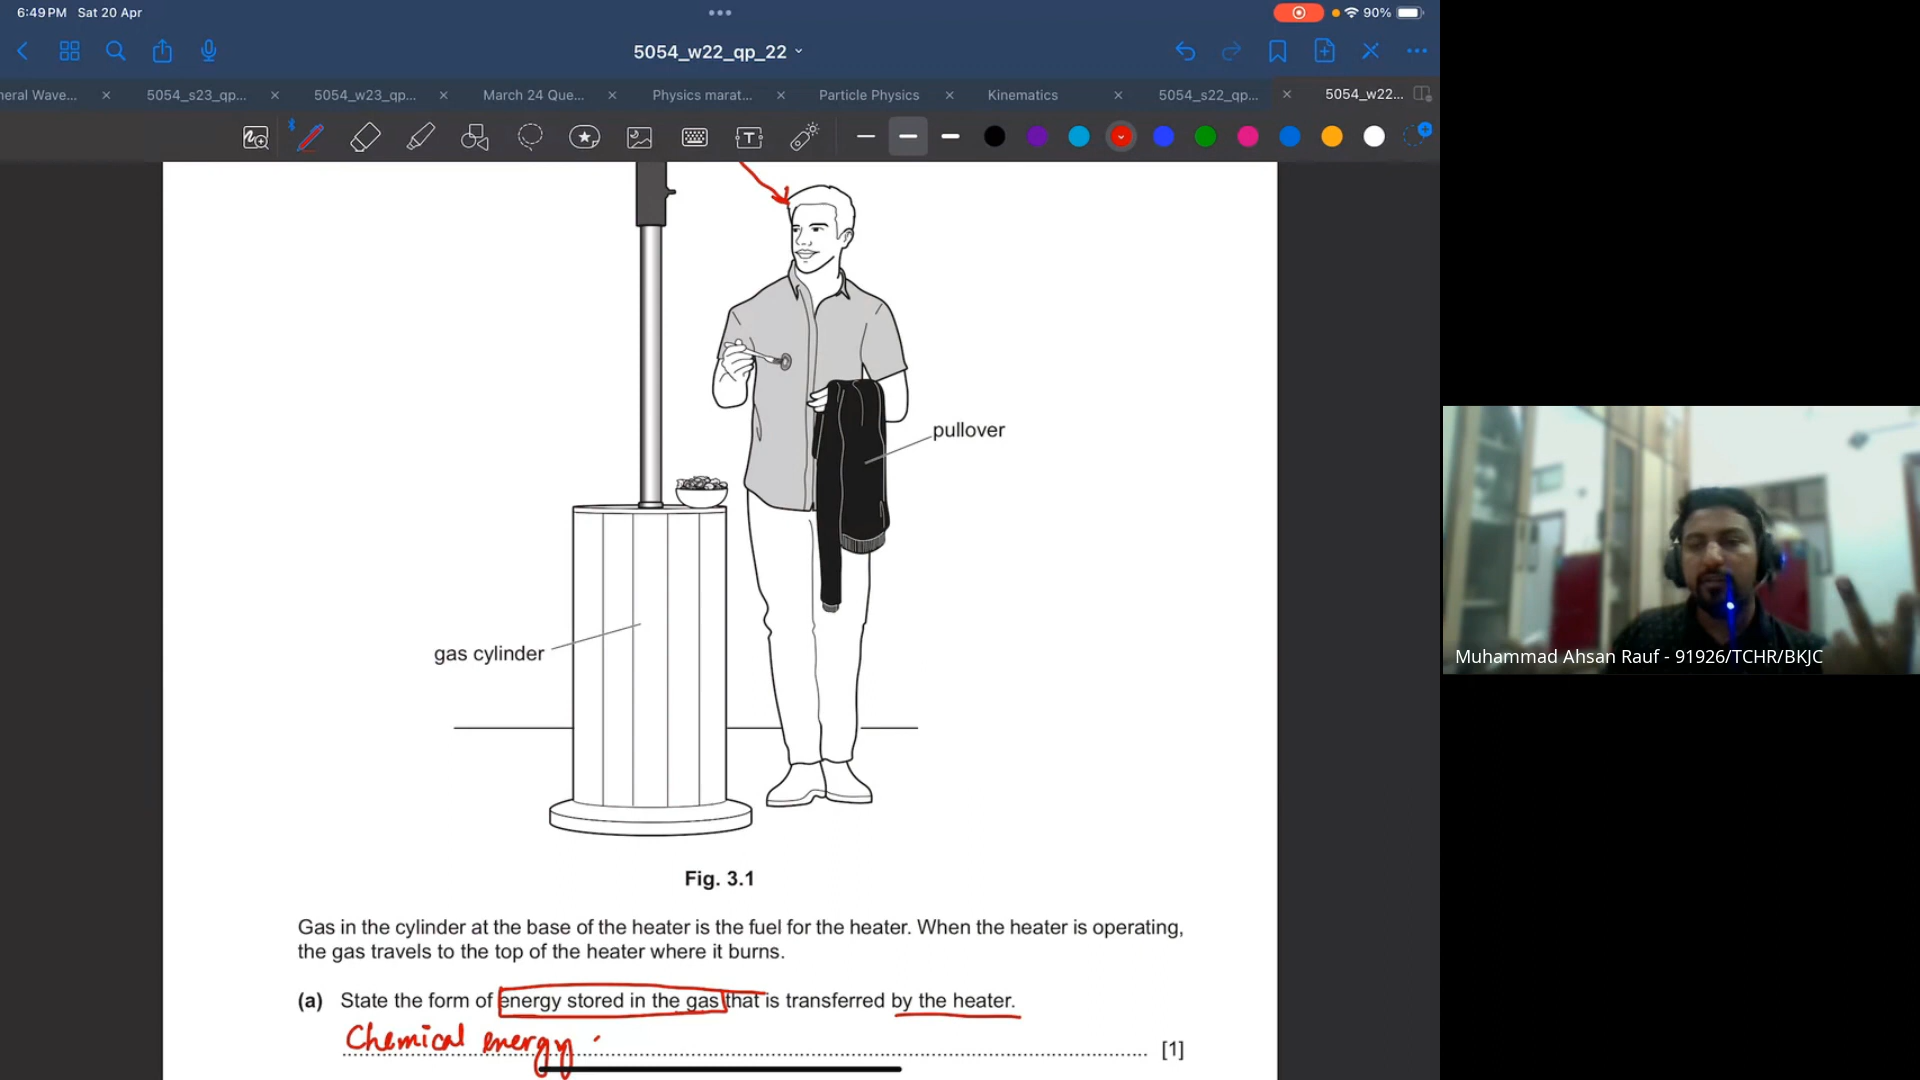 6:49 PM Sat 20 Apr
90%
5054_w22_qp_22
neral Wave...
5054_s23_qp...
5054_w23_qp...
March 24 Que...
Physics marat...
Particle Physics
Kinematics
5054_s22_qp...
5054_w22...
pullover
gas cylinder
Fig. 3.1
Gas in the cylinder at the base of the heater is the fuel for the heater. When the heater is operating,
the gas travels to the top of the heater where it burns.
(a) State the form of energy stored in the gas that is transferred by the heater.
Chemical energy.
[1]
Muhammad Ahsan Rauf - 91926/TCHR/BKJC